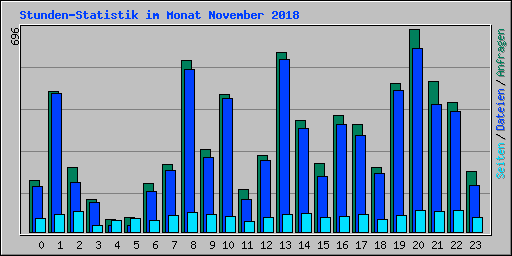 Stunden-Statistik im Monat November 2018
696
Seiten / Dateien / Anfragen
0 1 2 3 4 5 6 7 8 9 10 11 12 13 14 15 16 17 18 19 20 21 22 23